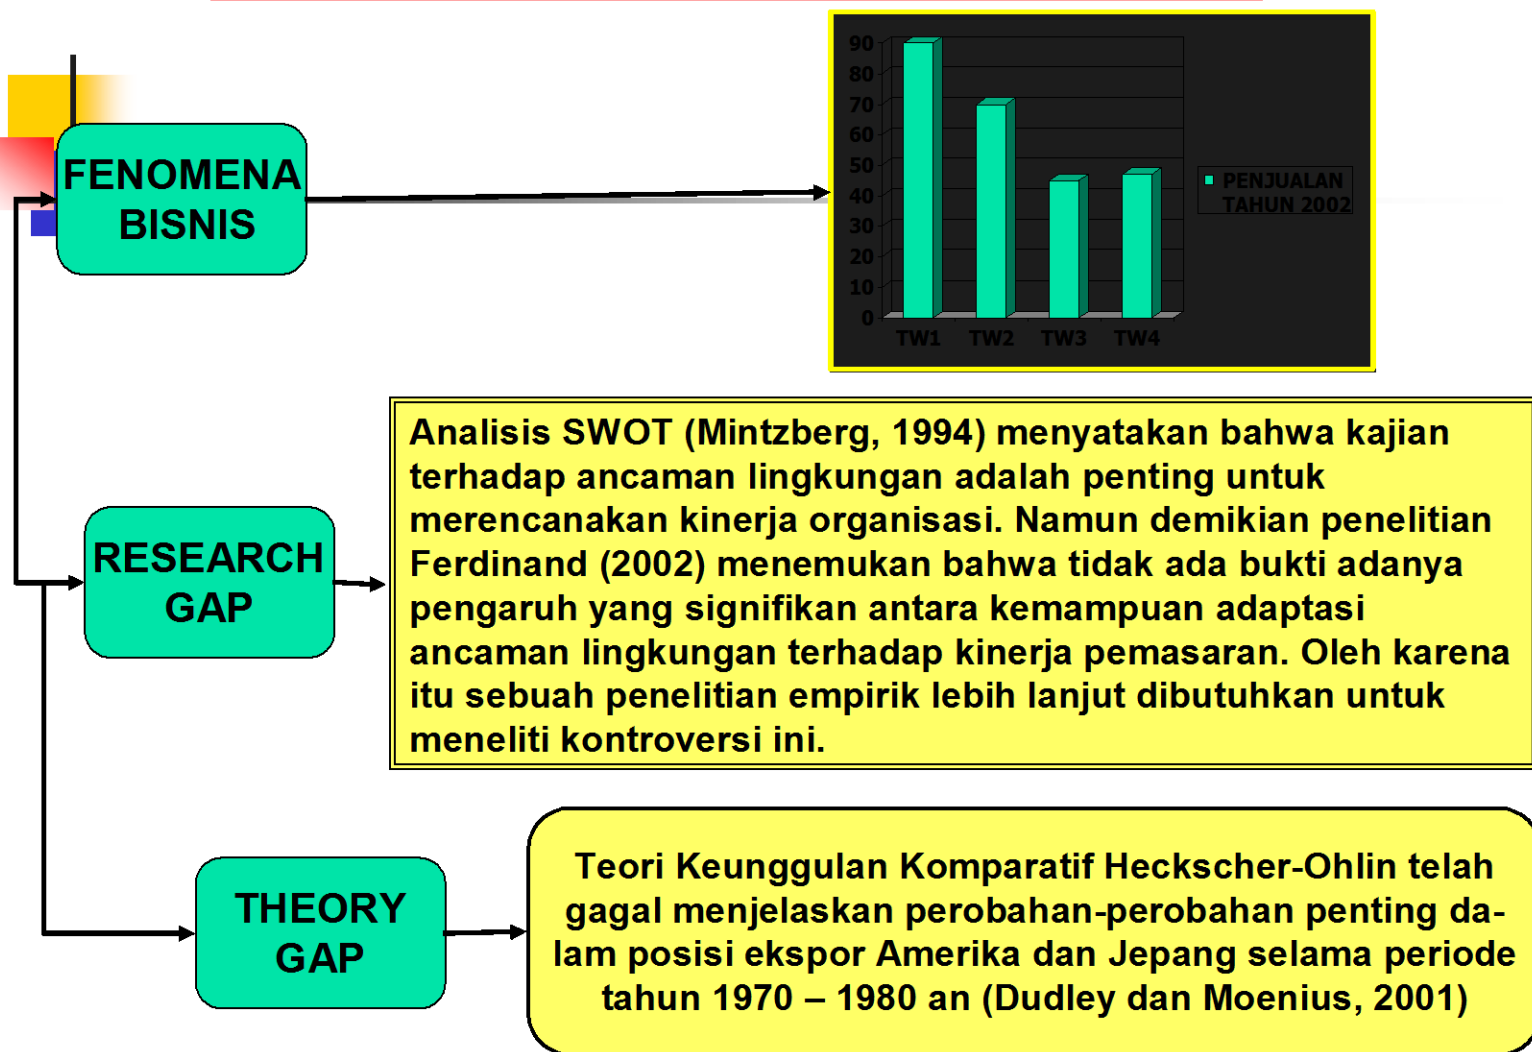 FENOMENA
BISNIS
90
80
70
60
50
40
30
20
10
0
TW1 TW2 TW3 TW4
PENJUALAN
TAHUN 2002
RESEARCH
GAP
Analisis SWOT (Mintzberg, 1994) menyatakan bahwa kajian
terhadap ancaman lingkungan adalah penting untuk
merencanakan kinerja organisasi. Namun demikian penelitian
Ferdinand (2002) menemukan bahwa tidak ada bukti adanya
pengaruh yang signifikan antara kemampuan adaptasi
ancaman lingkungan terhadap kinerja pemasaran. Oleh karena
itu sebuah penelitian empirik lebih lanjut dibutuhkan untuk
meneliti kontroversi ini.
THEORY
GAP
Teori Keunggulan Komparatif Heckscher-Ohlin telah
gagal menjelaskan perobahan-perobahan penting da-
lam posisi ekspor Amerika dan Jepang selama periode
tahun 1970 – 1980 an (Dudley dan Moenius, 2001)